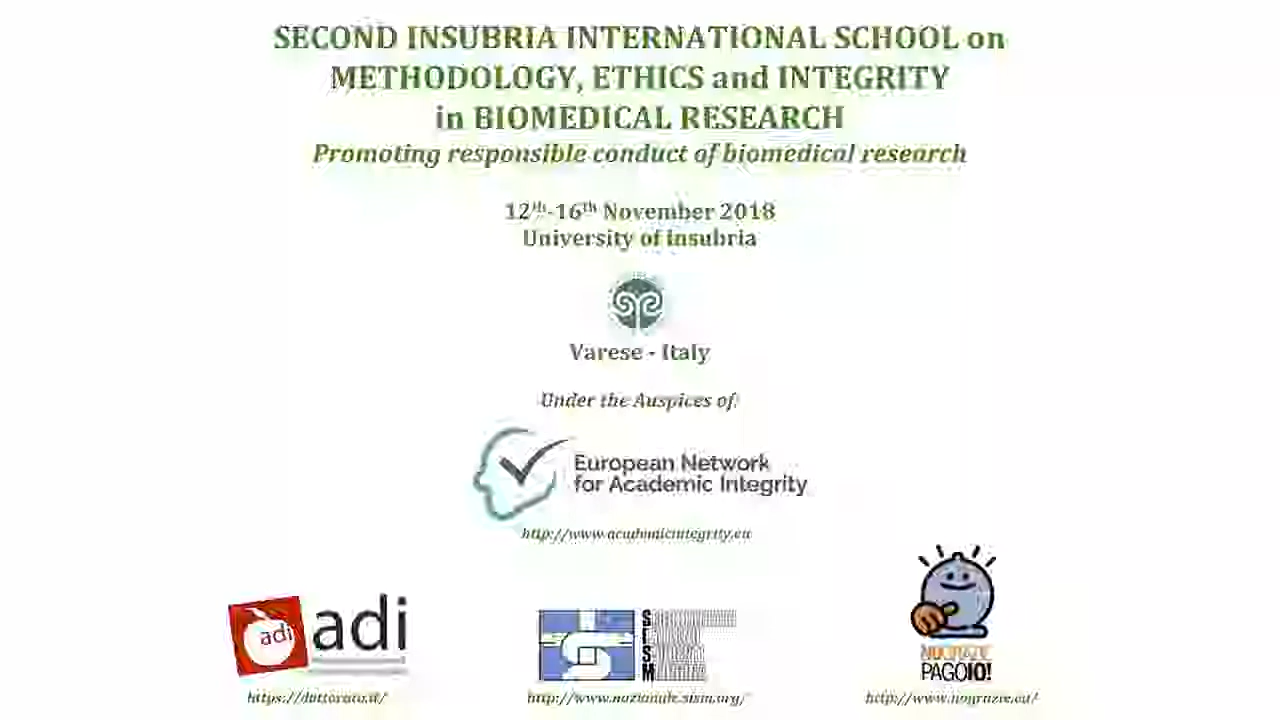 SECOND INSUBRIA INTERNATIONAL SCHOOL on
METHODOLOGY, ETHICS and INTEGRITY
in BIOMEDICAL RESEARCH
Promoting responsible conduct of biomedical research
12th-16th November 2018
University of Insubria
Varese - Italy
Under the Auspices of
European Network
for Academic Integrity
http://www.academicintegrity.eu
adi adi
S
I
S
M
NOGRAZIE
PAGOIO!
https://dottorato.it/
http://www.nazionale.sism.org/
http://www.nograzie.eu/